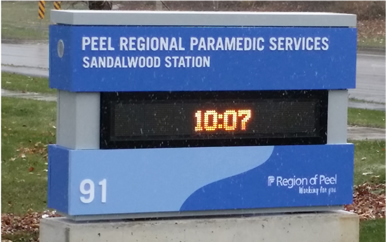 PEEL REGIONAL PARAMEDIC SERVICES
SANDALWOOD STATION
10:07
91
Region of Peel
Working for you